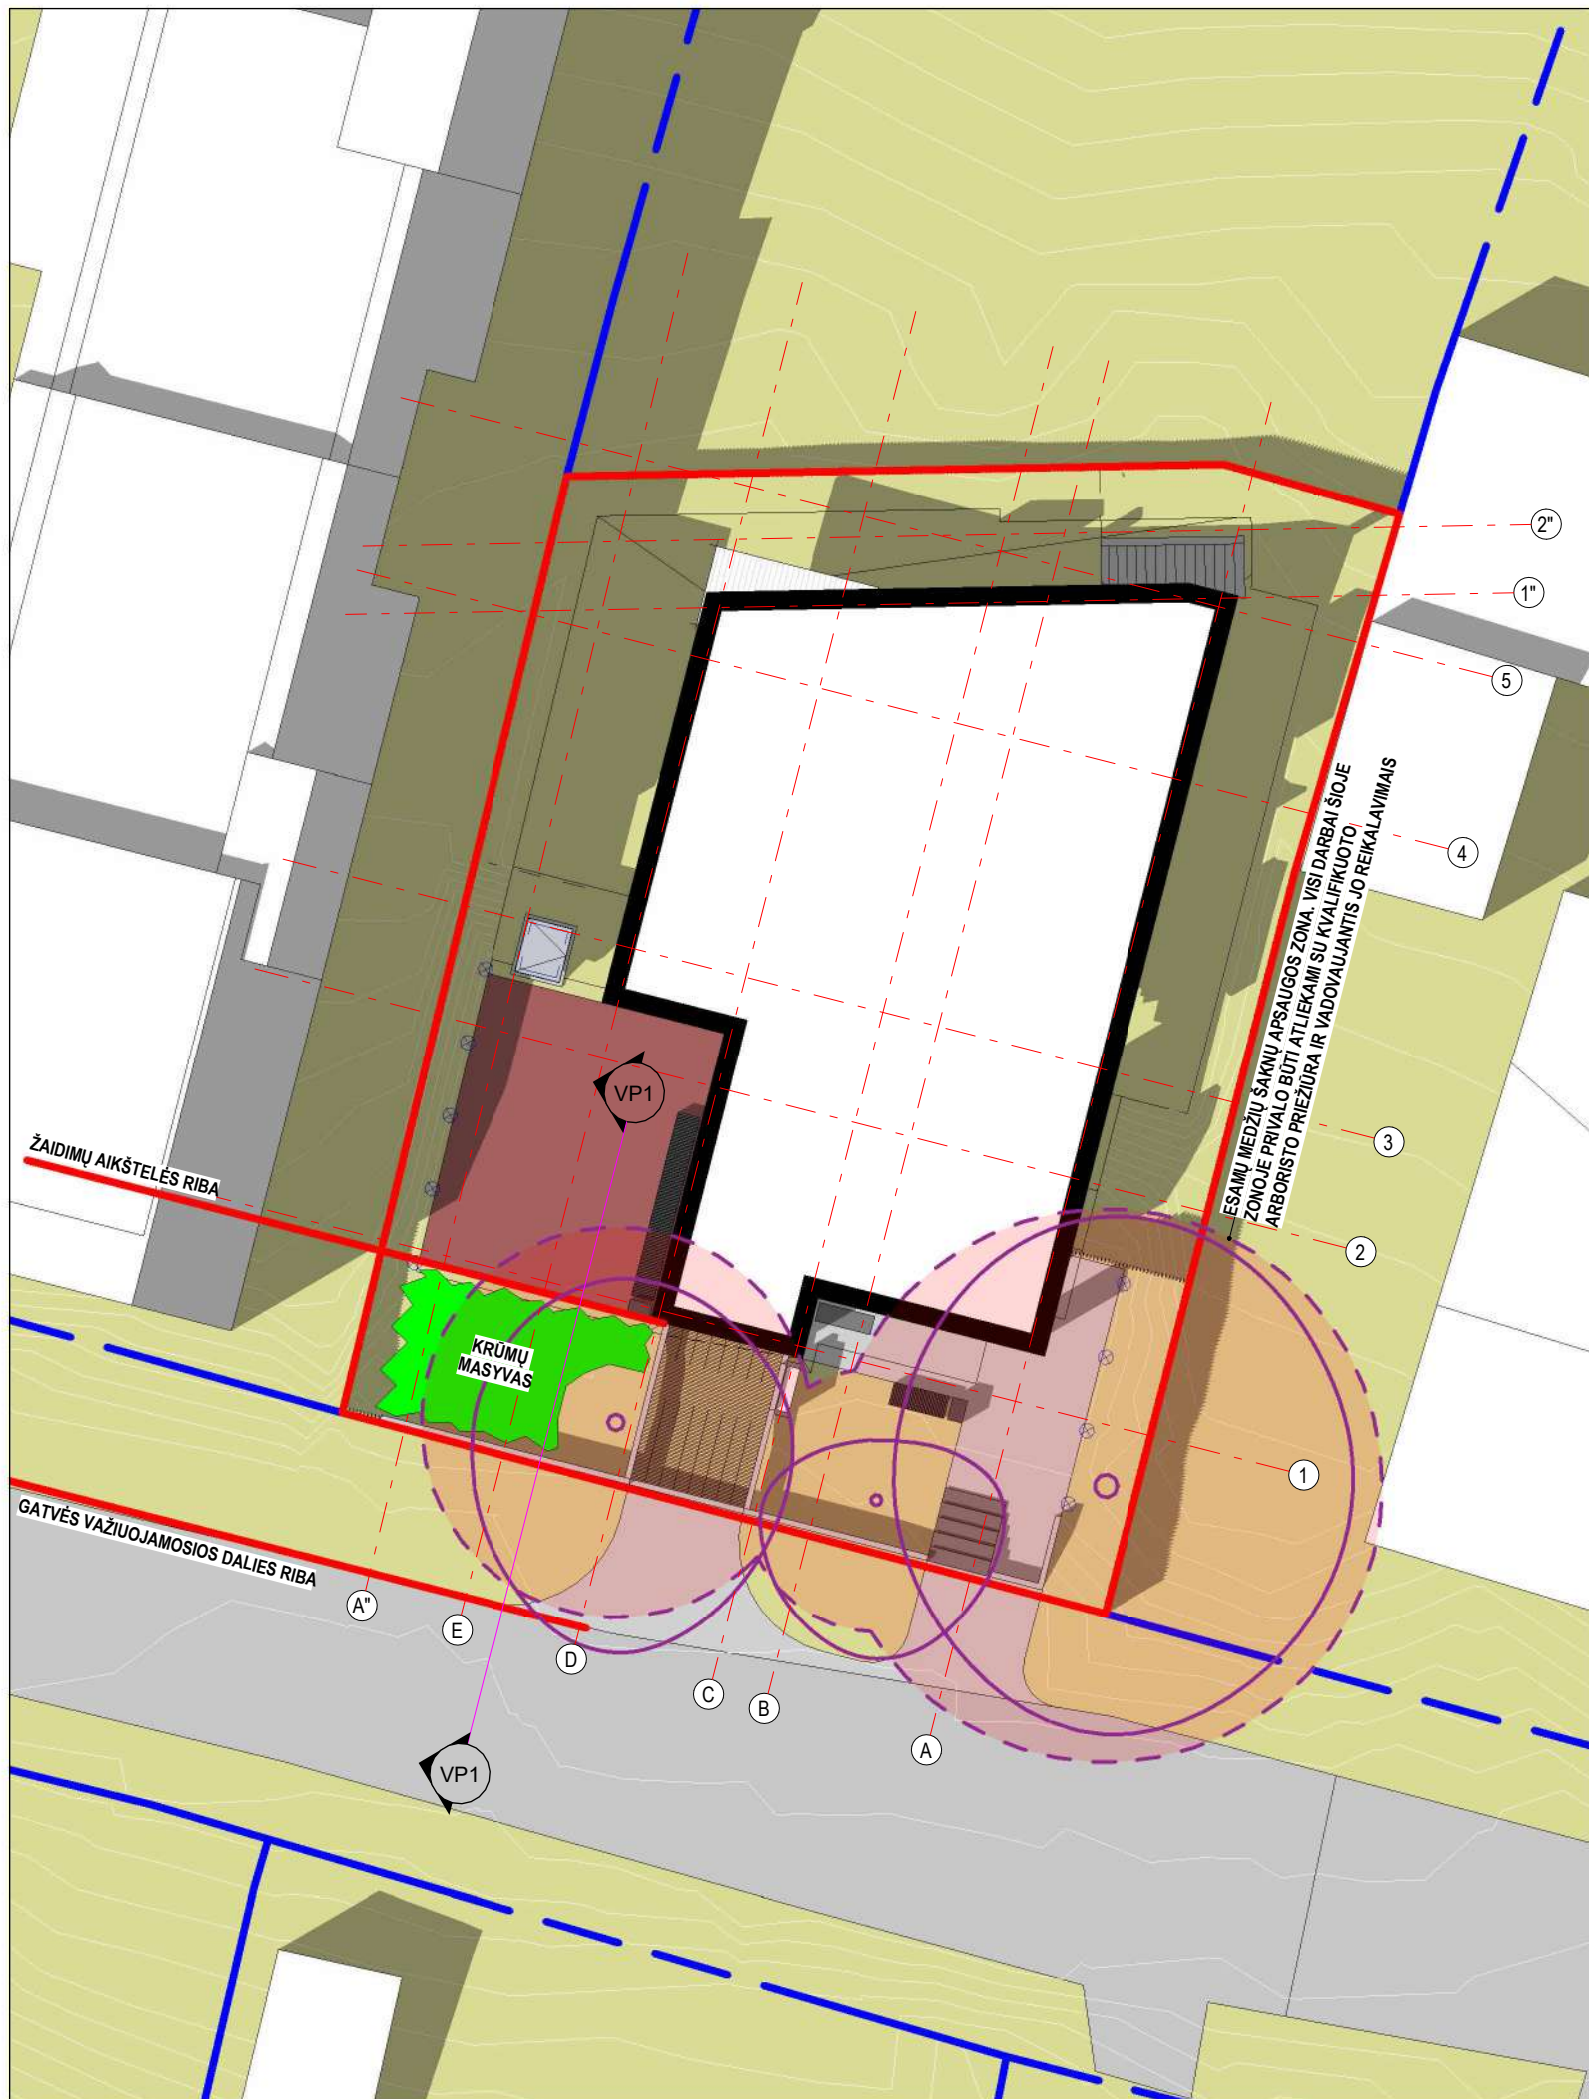 2"
1"
5
4
ESAMŲ MEDŽIŲ ŠAKNŲ APSAUGOS ZONA. VISI DARBAI ŠIOJE
ZONOJE PRIVALO BŪTI ATLIEKAMI SU KVALIFIKUOTO
ARBORISTO PRIEŽIŪRA IR VADOVAUJANTIS JO REIKALAVIMAIS
VP1
3
ŽAIDIMŲ AIKŠTELĖS RIBA
2
KRŪMŲ
MASYVAS
1
GATVĖS VAŽIUOJAMOSIOS DALIES RIBA
A"
E
D
C
B
A
VP1